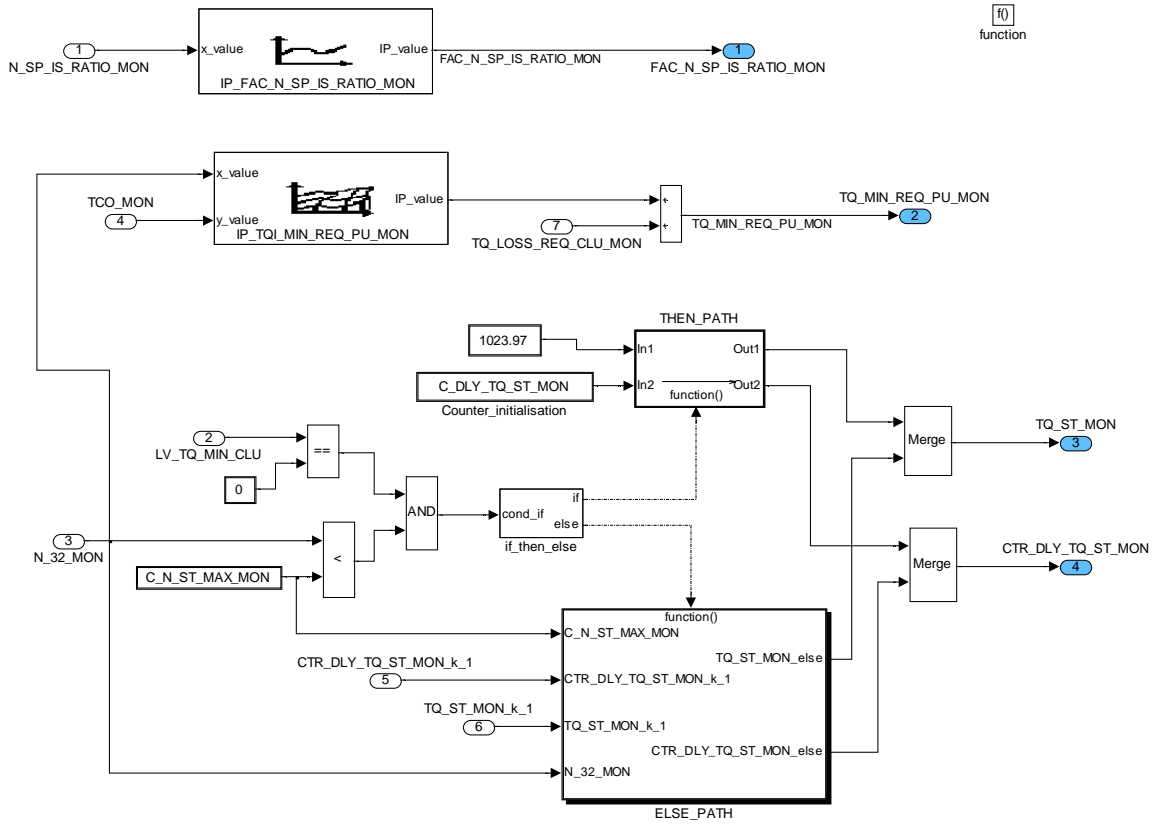 f()
function
1
N_SP_IS_RATIO_MON
x_value
IP_value
IP_FAC_N_SP_IS_RATIO_MON
FAC_N_SP_IS_RATIO_MON
1
FAC_N_SP_IS_RATIO_MON
TCO_MON
4
x_value
y_value
IP_value
IP_TQI_MIN_REQ_PU_MON
7
TQ_LOSS_REQ_CLU_MON
TQ_MIN_REQ_PU_MON
TQ_MIN_REQ_PU_MON
2
THEN_PATH
1023.97
In1
Out1
C_DLY_TQ_ST_MON
In2
Out2
function()
Counter_initialisation
2
LV_TQ_MIN_CLU
==
0
AND
cond_if
if
else
if_then_else
3
N_32_MON
<
C_N_ST_MAX_MON
Merge
TQ_ST_MON
3
Merge
CTR_DLY_TQ_ST_MON
4
function()
C_N_ST_MAX_MON
TQ_ST_MON_else
CTR_DLY_TQ_ST_MON_k_1
5
CTR_DLY_TQ_ST_MON_k_1
TQ_ST_MON_k_1
6
TQ_ST_MON_k_1
CTR_DLY_TQ_ST_MON_else
N_32_MON
ELSE_PATH